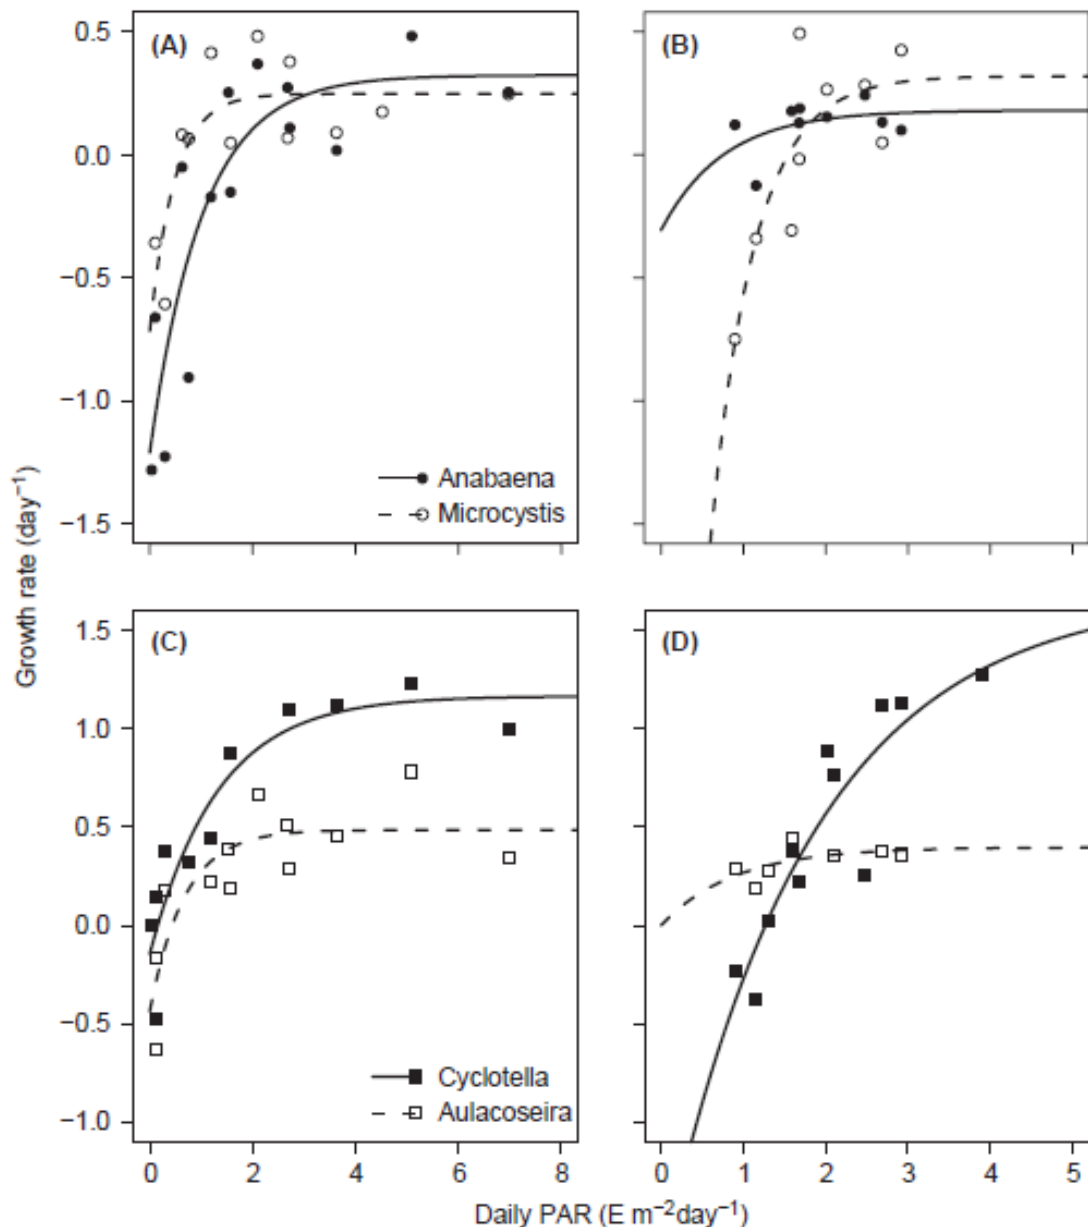 (A)
(B)
0.5
0.0
−0.5
−1.0
−1.5
Anabaena
Microcystis
0 2 4 6 8
0 1 2 3 4 5
(C)
(D)
1.5
1.0
0.5
0.0
−0.5
−1.0
Cyclotella
Aulacoseira
Growth rate (day⁻¹)
Daily PAR (E m⁻²day⁻¹)